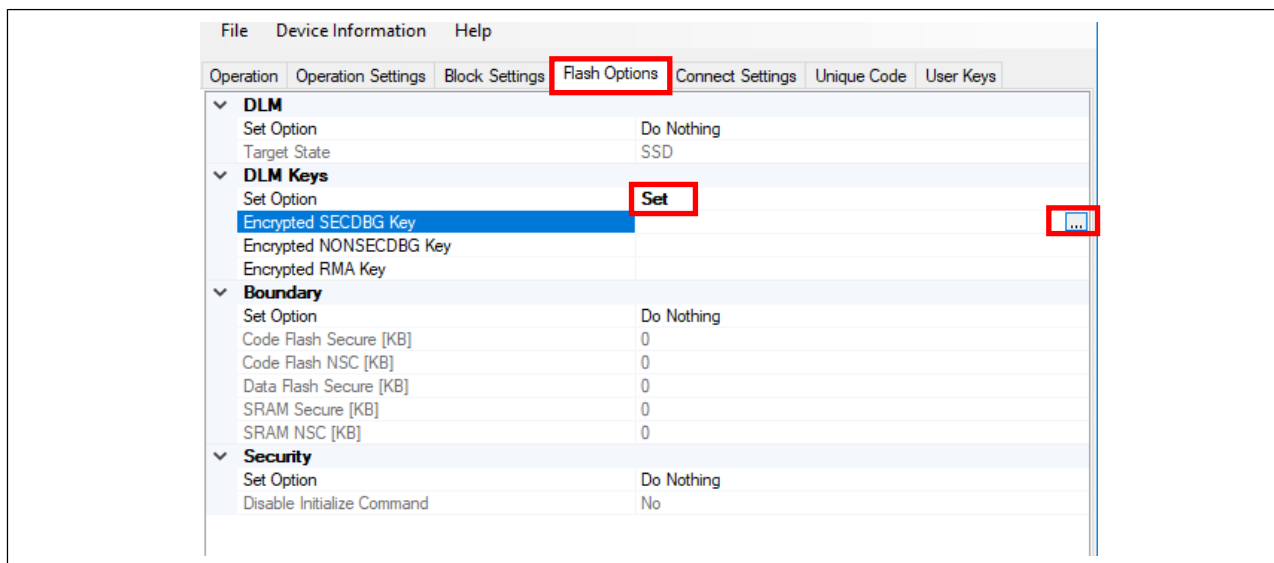 File Device Information Help
Operation Operation Settings Block Settings Flash Options Connect Settings Unique Code User Keys
DLM
Set Option Do Nothing
Target State SSD
DLM Keys
Set Option Set
Encrypted SECDBG Key ...
Encrypted NONSECDBG Key
Encrypted RMA Key
Boundary
Set Option Do Nothing
Code Flash Secure [KB] 0
Code Flash NSC [KB] 0
Data Flash Secure [KB] 0
SRAM Secure [KB] 0
SRAM NSC [KB] 0
Security
Set Option Do Nothing
Disable Initialize Command No